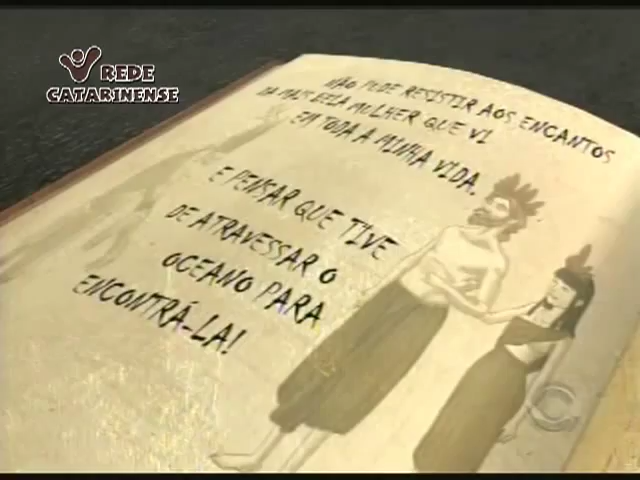 REDE
CATARINENSE
NÃO PUDE RESISTIR AOS ENCANTOS
DA MAIS BELA MULHER QUE VI
EM TODA A MINHA VIDA.
E PENSAR QUE TIVE
DE ATRAVESSAR O
OCEANO PARA
ENCONTRÁ-LA!
C